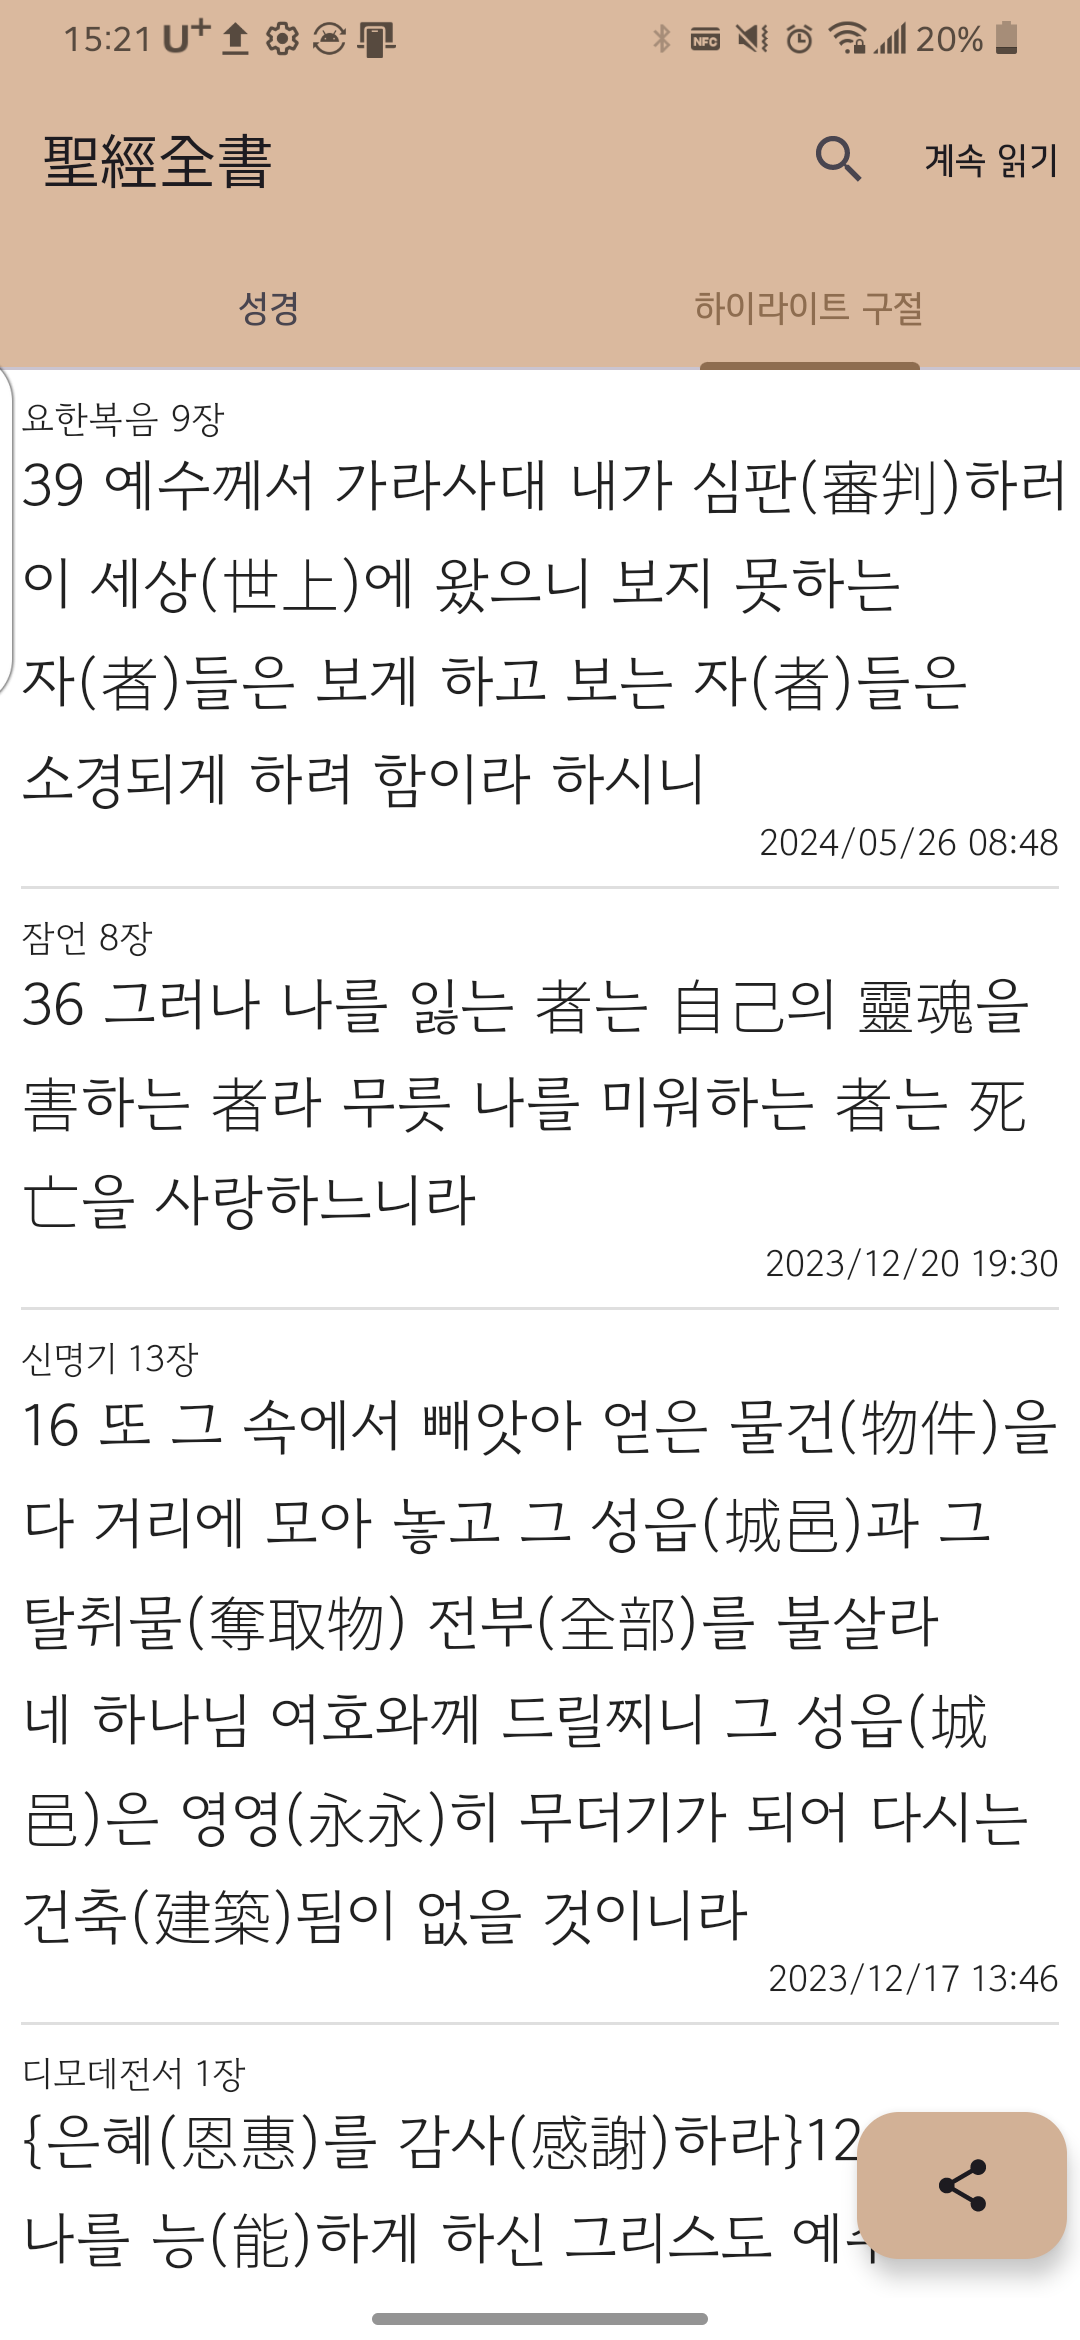 15:21 U+ NFC 20%
聖經全書 계속 읽기
성경 하이라이트 구절
요한복음 9장
39 예수께서 가라사대 내가 심판(審判)하러
이 세상(世上)에 왔으니 보지 못하는
자(者)들은 보게 하고 보는 자(者)들은
소경되게 하려 함이라 하시니
2024/05/26 08:48
잠언 8장
36 그러나 나를 잃는 者는 自己의 靈魂을
害하는 者라 무릇 나를 미워하는 者는 死
亡을 사랑하느니라
2023/12/20 19:30
신명기 13장
16 또 그 속에서 빼앗아 얻은 물건(物件)을
다 거리에 모아 놓고 그 성읍(城邑)과 그
탈취물(奪取物) 전부(全部)를 불살라
네 하나님 여호와께 드릴찌니 그 성읍(城
邑)은 영영(永永)히 무더기가 되어 다시는
건축(建築)됨이 없을 것이니라
2023/12/17 13:46
디모데전서 1장
{은혜(恩惠)를 감사(感謝)하라}12
나를 능(能)하게 하신 그리스도 예수